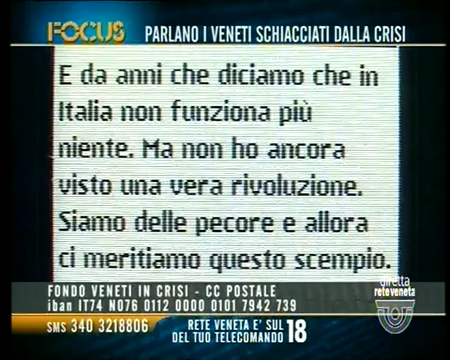 FOCUS
PARLANO I VENETI SCHIACCIATI DALLA CRISI
E da anni che diciamo che in
Italia non funziona più
niente. Ma non ho ancora
visto una vera rivoluzione.
Siamo delle pecore e allora
ci meritiamo questo scempio.
diretta
reteveneta
FONDO VENETI IN CRISI - CC POSTALE
iban IT74 N076 0112 0000 0101 7942 739
SMS 340 3218806
RETE VENETA E' SUL
DEL TUO TELECOMANDO 18